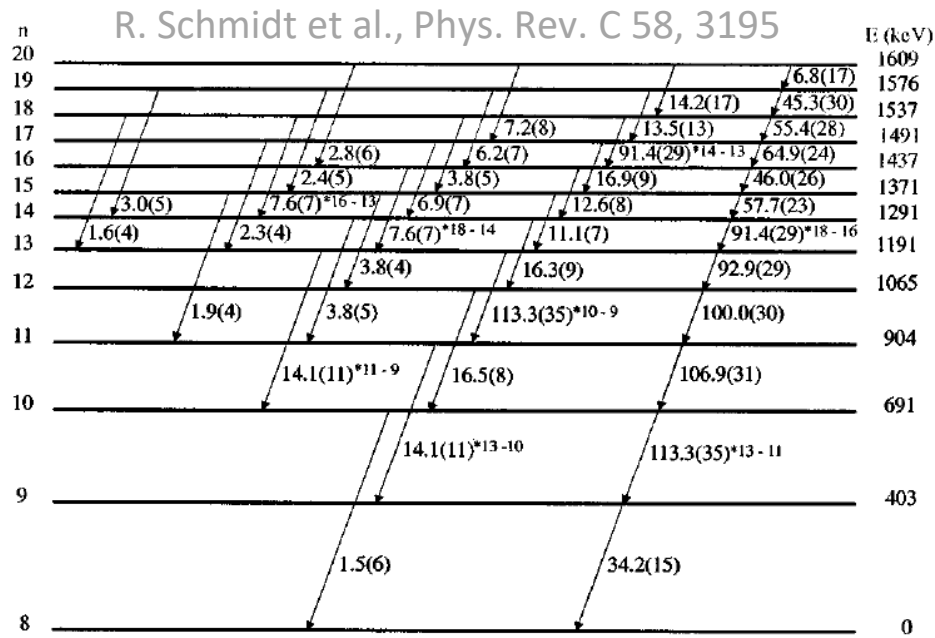 R. Schmidt et al., Phys. Rev. C 58, 3195
n E (keV)
20 1609
6.8(17)
19 1576
14.2(17) 45.3(30)
18 1537
7.2(8) 13.5(13) 55.4(28)
17 1491
2.8(6) 6.2(7) 91.4(29)*14 - 13 64.9(24)
16 1437
2.4(5) 3.8(5) 16.9(9) 46.0(26)
15 1371
3.0(5) 7.6(7)*16 - 13 6.9(7) 12.6(8) 57.7(23)
14 1291
1.6(4) 2.3(4) 7.6(7)*18 - 14 11.1(7) 91.4(29)*18 - 16
13 1191
3.8(4) 16.3(9) 92.9(29)
12 1065
1.9(4) 3.8(5) 113.3(35)*10 - 9 100.0(30)
11 904
14.1(11)*11 - 9 16.5(8) 106.9(31)
10 691
14.1(11)*13 - 10 113.3(35)*13 - 11
9 403
1.5(6) 34.2(15)
8 0